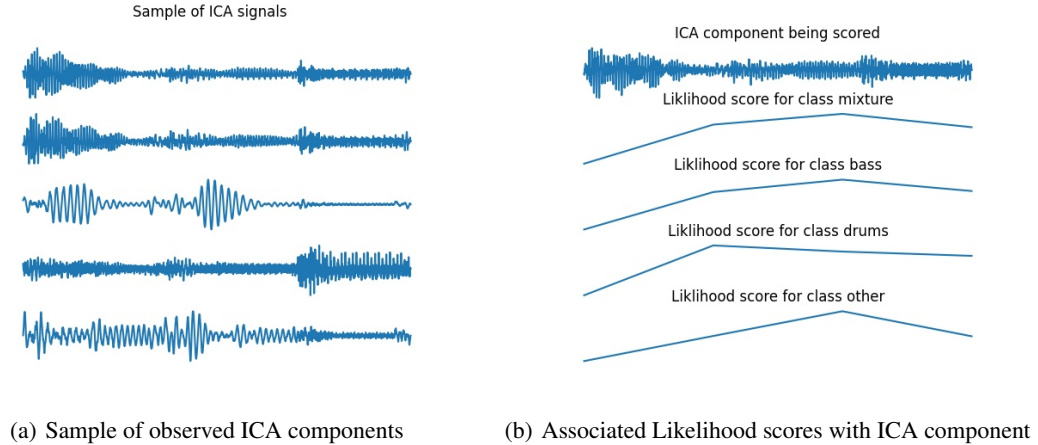 Sample of ICA signals
ICA component being scored
Liklihood score for class mixture
Liklihood score for class bass
Liklihood score for class drums
Liklihood score for class other
(a) Sample of observed ICA components
(b) Associated Likelihood scores with ICA component